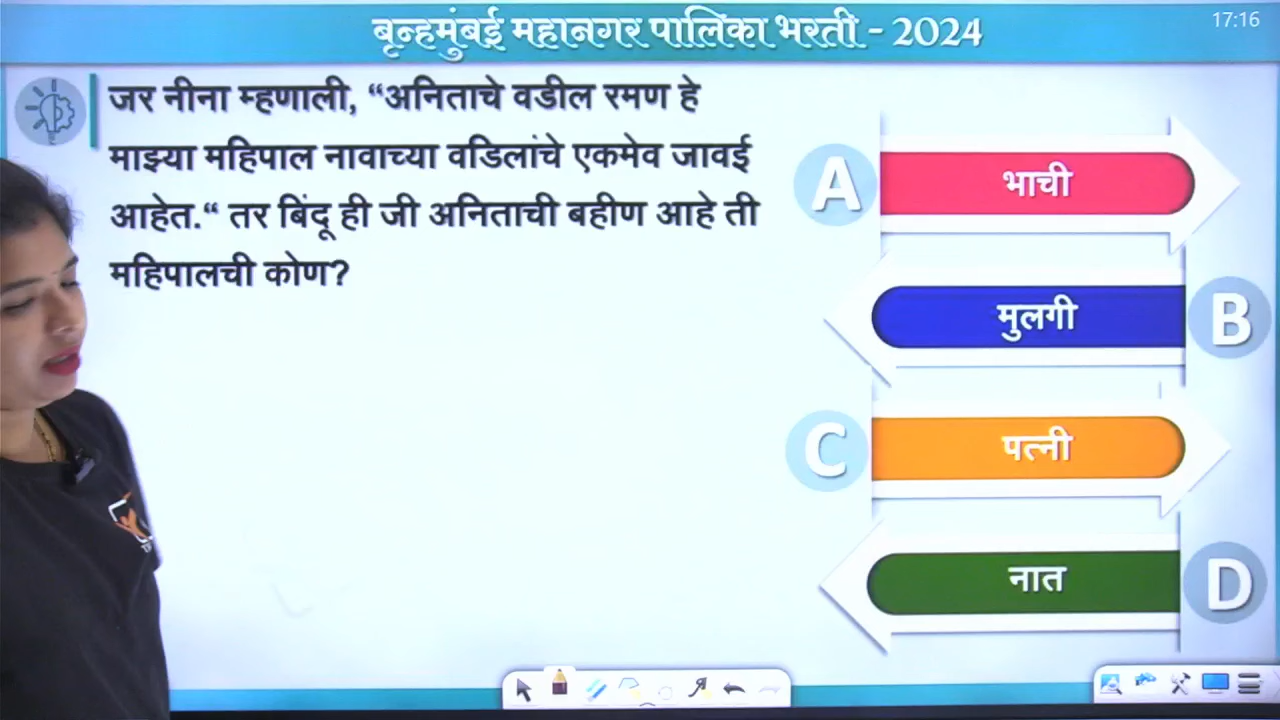 बृन्हमुंबई महानगर पालिका भरती - 2024
17:16
जर नीना म्हणाली, “अनिताचे वडील रमण हे
माझ्या महिपाल नावाच्या वडिलांचे एकमेव जावई
आहेत.“ तर बिंदू ही जी अनिताची बहीण आहे ती
महिपालची कोण?
A भाची
मुलगी B
C पत्नी
नात D